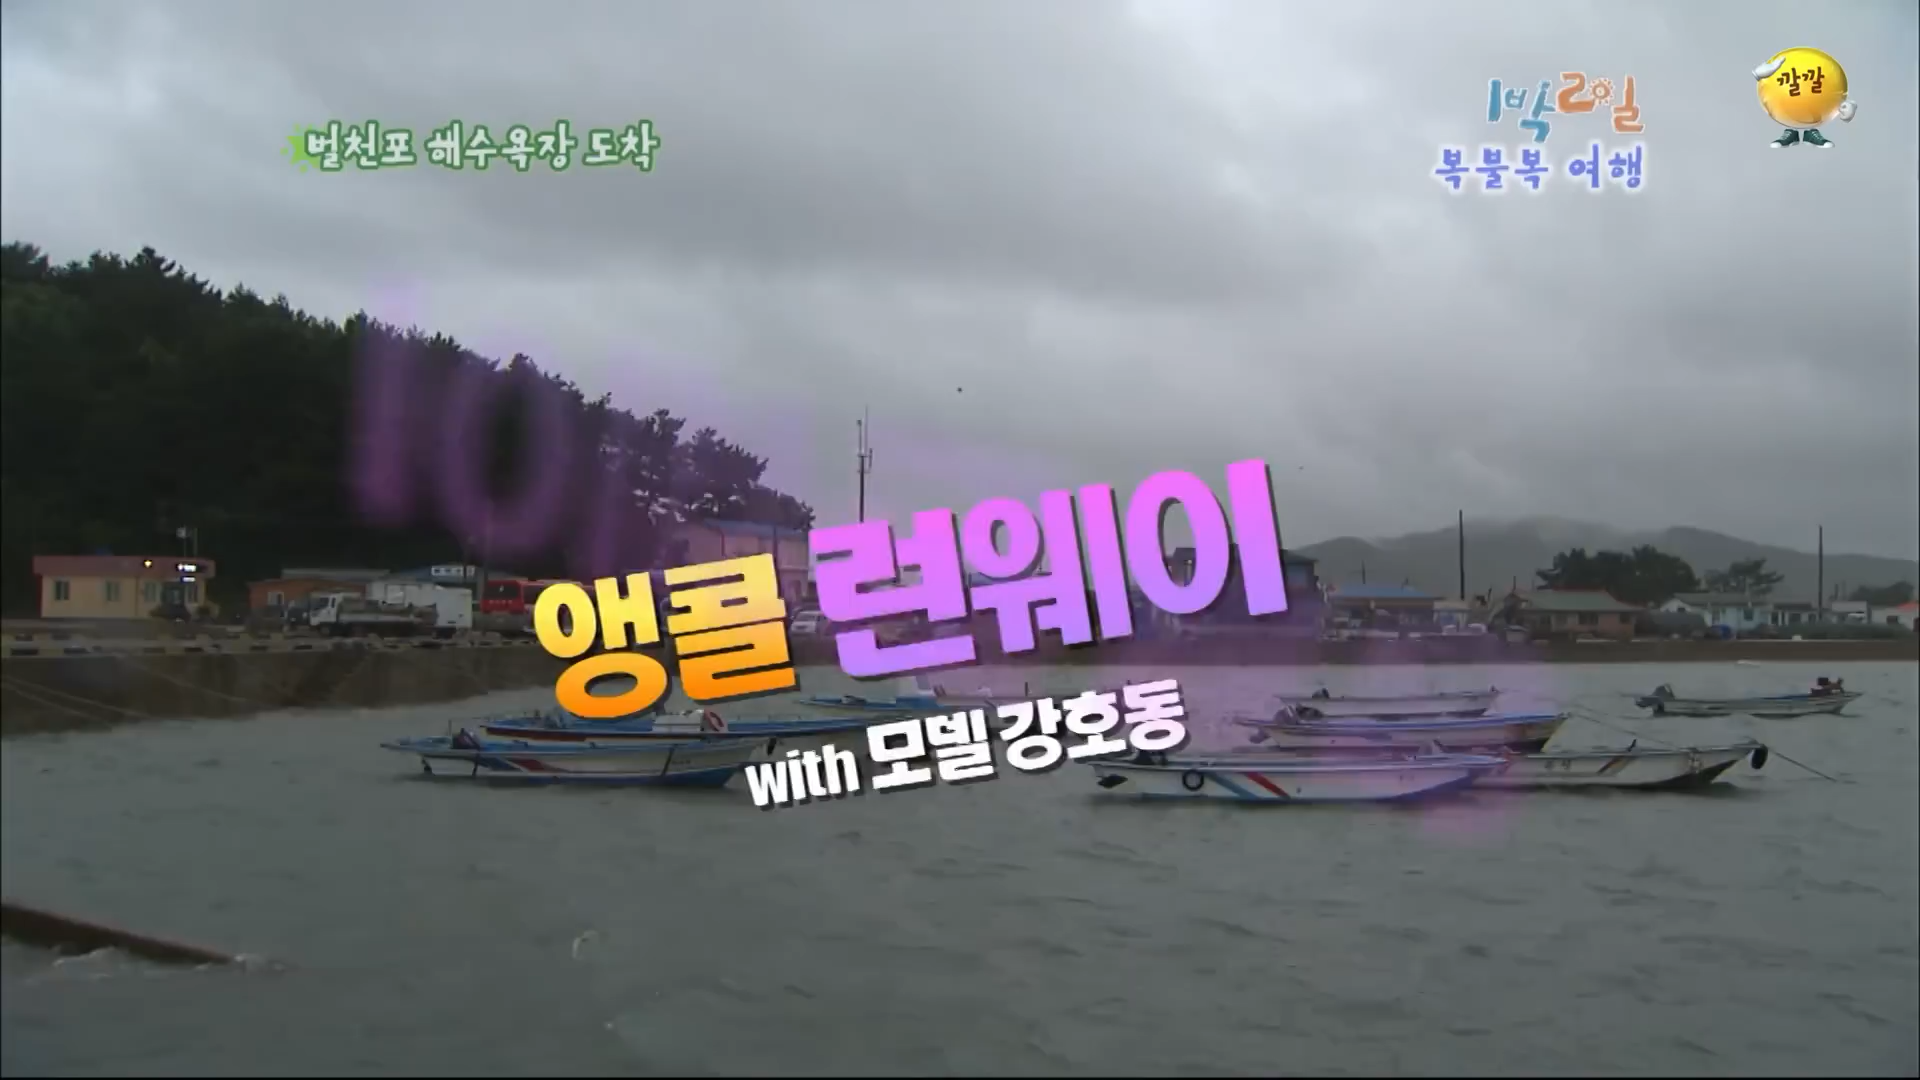 벌천포 해수욕장 도착
1박2일
복불복 여행
깔깔
앵콜 런웨이
with 모델 강호동